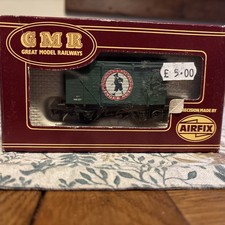 GMR
GREAT MODEL RAILWAYS
£ 5.00
PRECISION MADE BY
AIRFIX